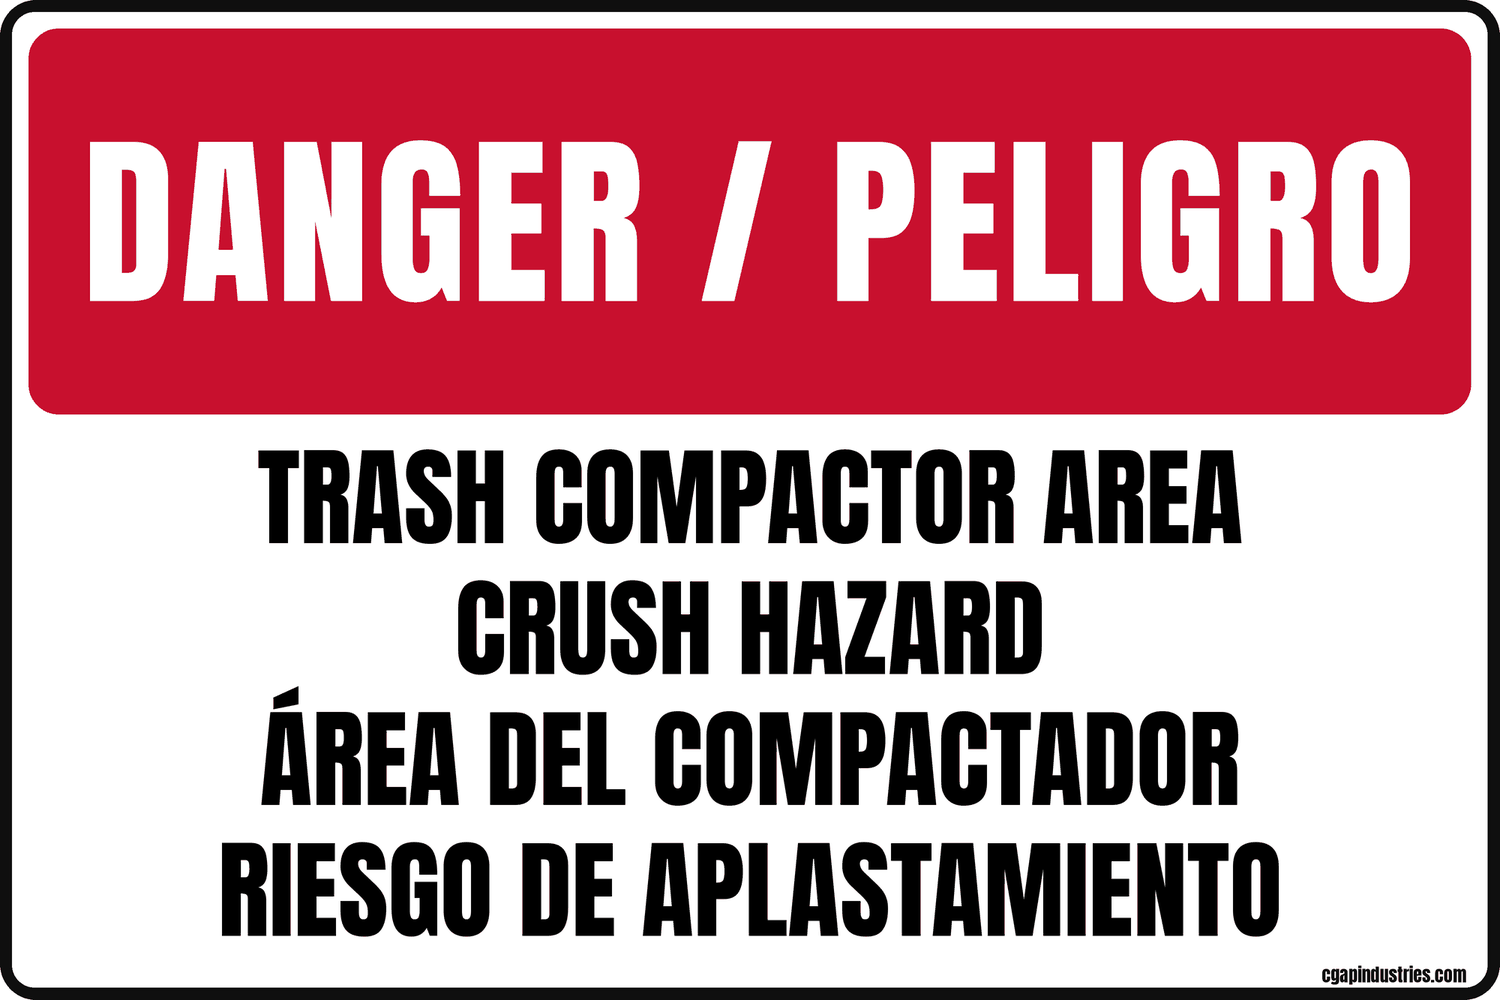 DANGER / PELIGRO
TRASH COMPACTOR AREA
CRUSH HAZARD
ÁREA DEL COMPACTADOR
RIESGO DE APLASTAMIENTO
cgapindustries.com